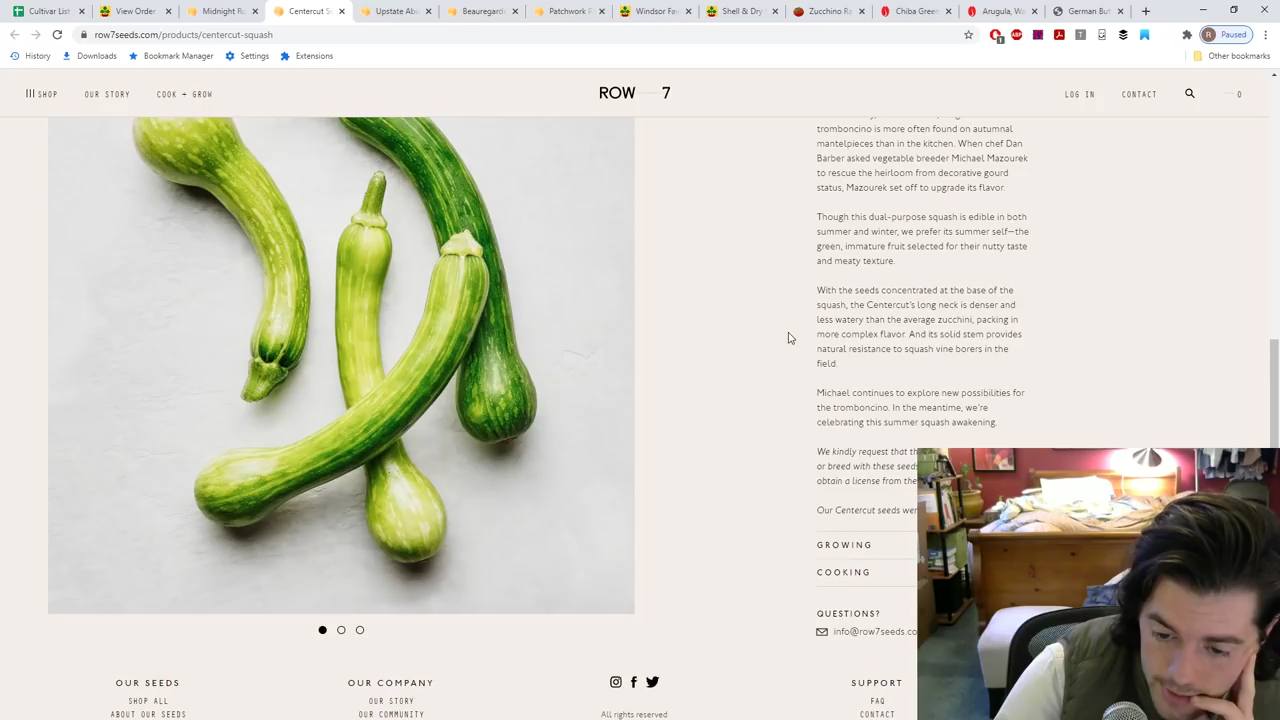 Cultivar Lis
View Order
Midnight Ro
Centercut S
Upstate Ab
Beauregard
Patchwork P
Windsor Fa
Shell & Dry
Zucchino Ra
Chiba Green
Arugula, Wa
German But
row7seeds.com/products/centercut-squash
R Paused
History
Downloads
Bookmark Manager
Settings
Extensions
Other bookmarks
SHOP
OUR STORY
COOK + GROW
ROW 7
LOG IN
CONTACT
0
tromboncino is more often found on autumnal
mantelpieces than in the kitchen. When chef Dan
Barber asked vegetable breeder Michael Mazourek
to rescue the heirloom from decorative gourd
status, Mazourek set off to upgrade its flavor.
Though this dual-purpose squash is edible in both
summer and winter, we prefer its summer self—the
green, immature fruit selected for their nutty taste
and meaty texture.
With the seeds concentrated at the base of the
squash, the Centercut's long neck is denser and
less watery than the average zucchini, packing in
more complex flavor. And its solid stem provides
natural resistance to squash vine borers in the
field.
Michael continues to explore new possibilities for
the tromboncino. In the meantime, we're
celebrating this summer squash awakening.
We kindly request that th
or breed with these seed
obtain a license from the
Our Centercut seeds wer
GROWING
COOKING
QUESTIONS?
info@row7seeds.co
OUR SEEDS
SHOP ALL
ABOUT OUR SEEDS
OUR COMPANY
OUR STORY
OUR COMMUNITY
All rights reserved
SUPPORT
FAQ
CONTACT